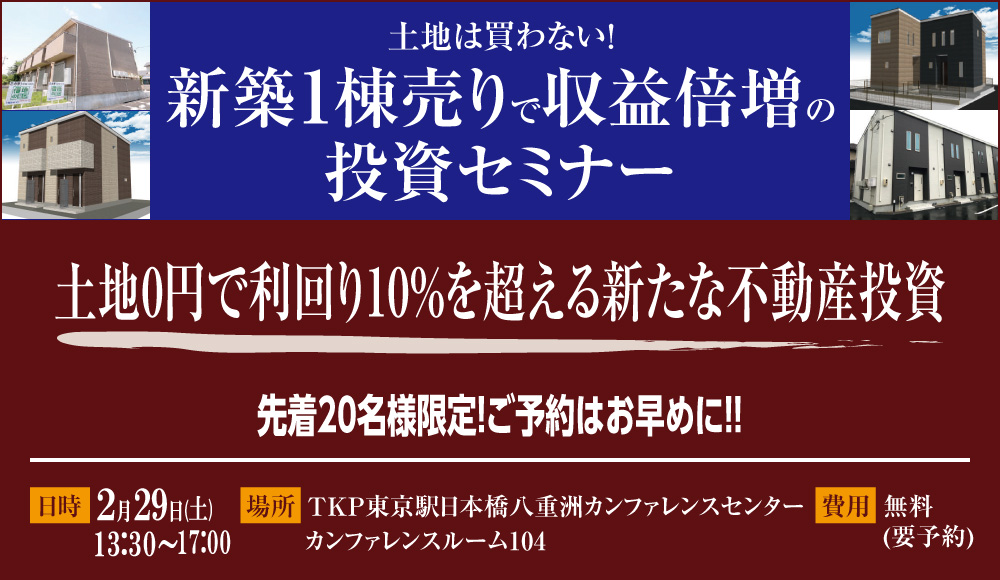 土地は買わない!
新築1棟売りで収益倍増の
投資セミナー
土地0円で利回り10%を超える新たな不動産投資
先着20名様限定!ご予約はお早めに!!
日時 2月29日(土)
13:30〜17:00
場所 TKP東京駅日本橋八重洲カンファレンスセンター
カンファレンスルーム104
費用 無料
(要予約)